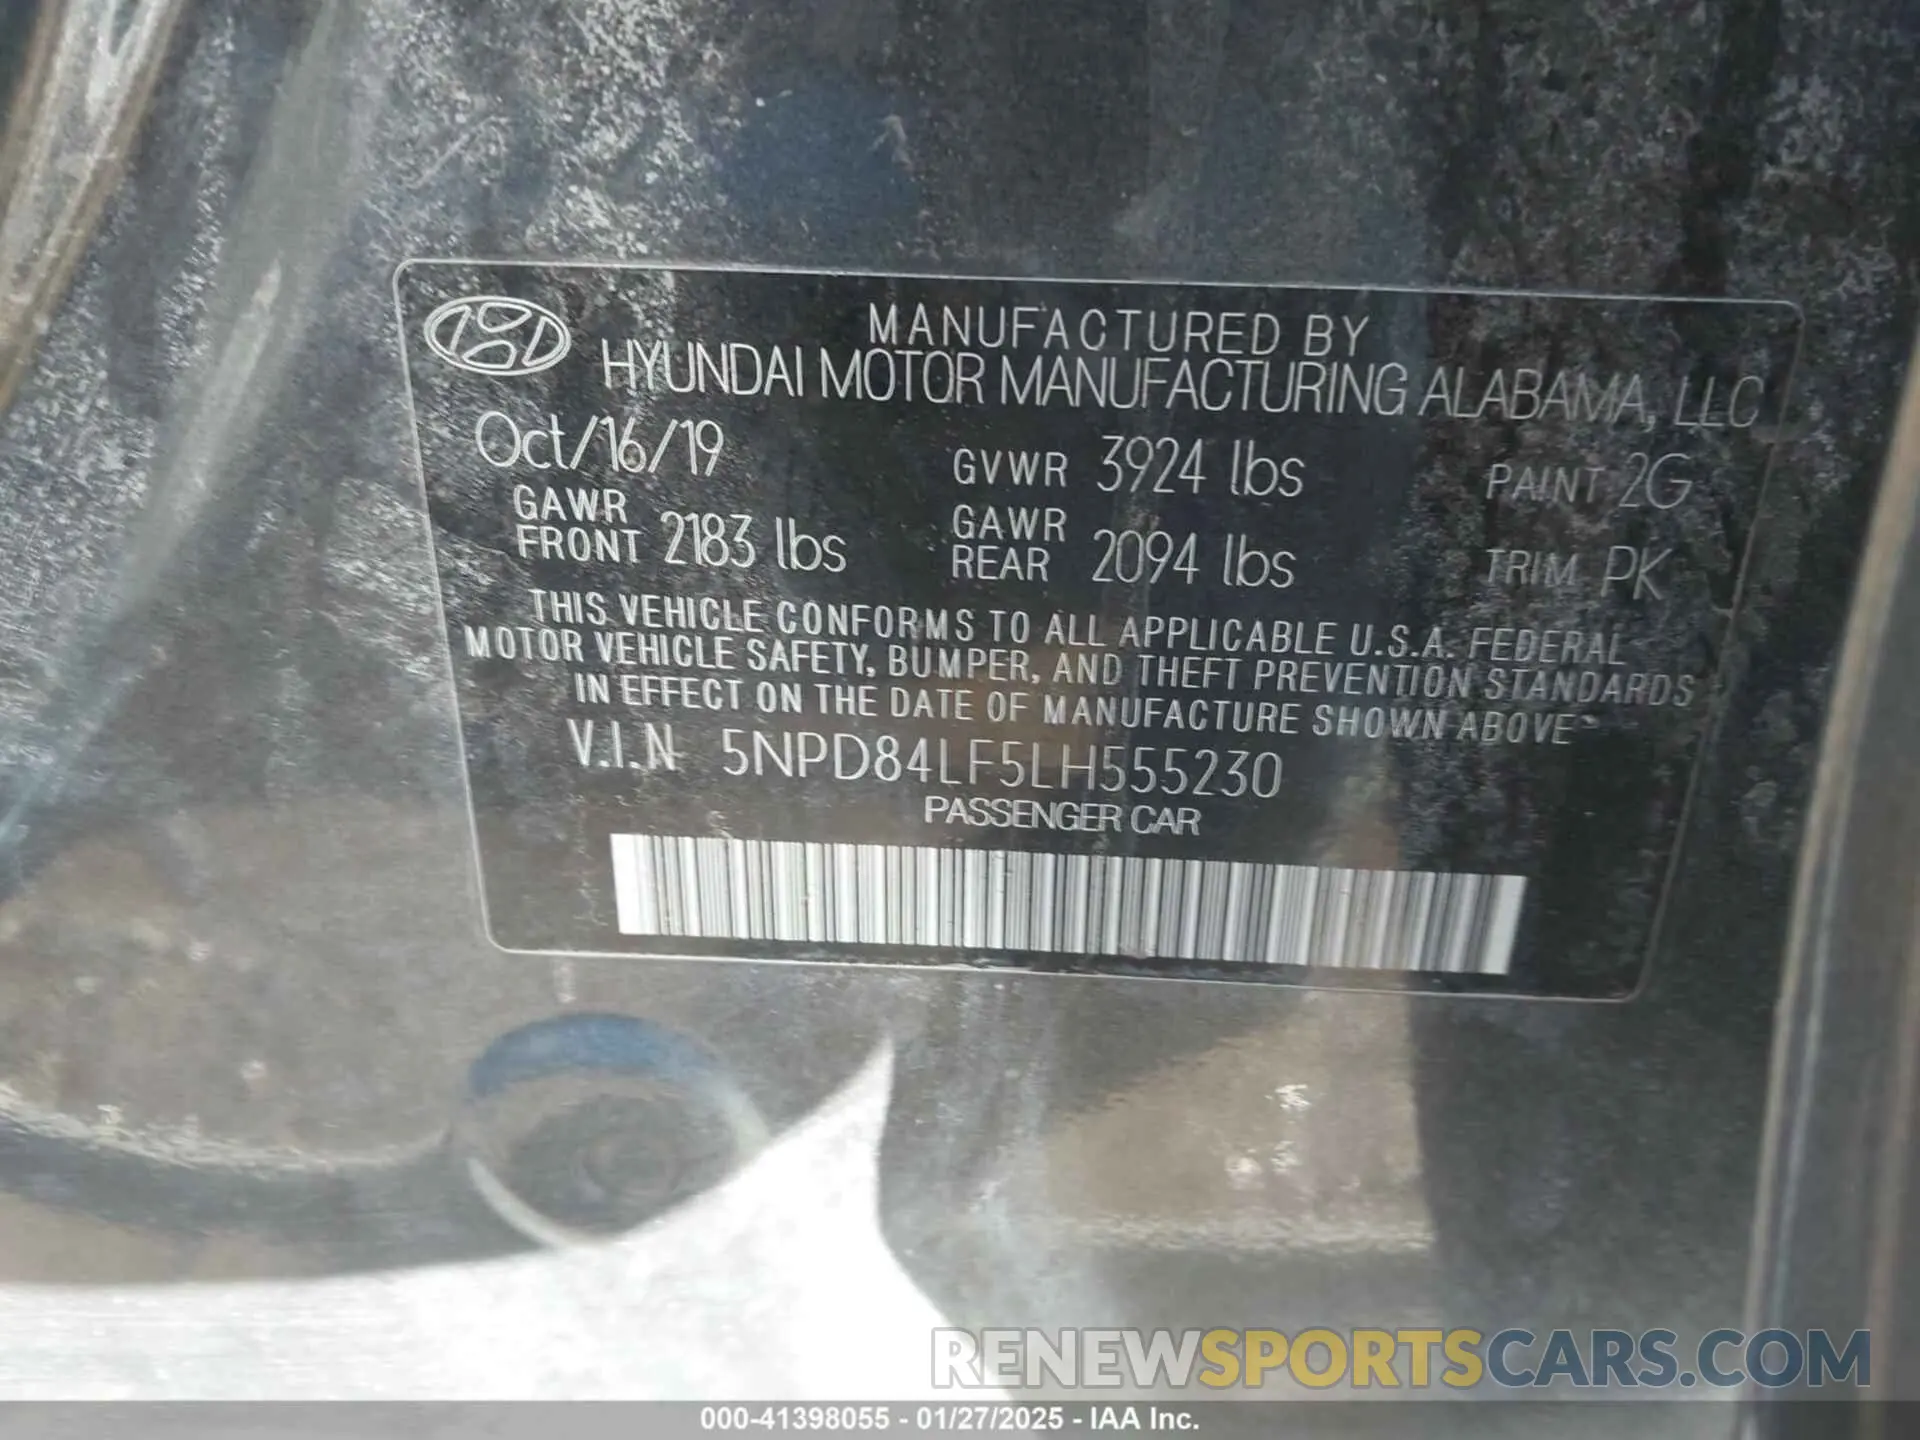 MANUFACTURED BY
HYUNDAI MOTOR MANUFACTURING ALABAMA, LLC
Oct/16/19 GVWR 3924 lbs PAINT 2G
GAWR FRONT 2183 lbs GAWR REAR 2094 lbs TRIM PK
THIS VEHICLE CONFORMS TO ALL APPLICABLE U.S.A. FEDERAL
MOTOR VEHICLE SAFETY, BUMPER, AND THEFT PREVENTION STANDARDS
IN EFFECT ON THE DATE OF MANUFACTURE SHOWN ABOVE
V.I.N 5NPD84LF5LH555230
PASSENGER CAR
RENEWSPORTSCARS.COM
000-41398055 - 01/27/2025 - IAA Inc.